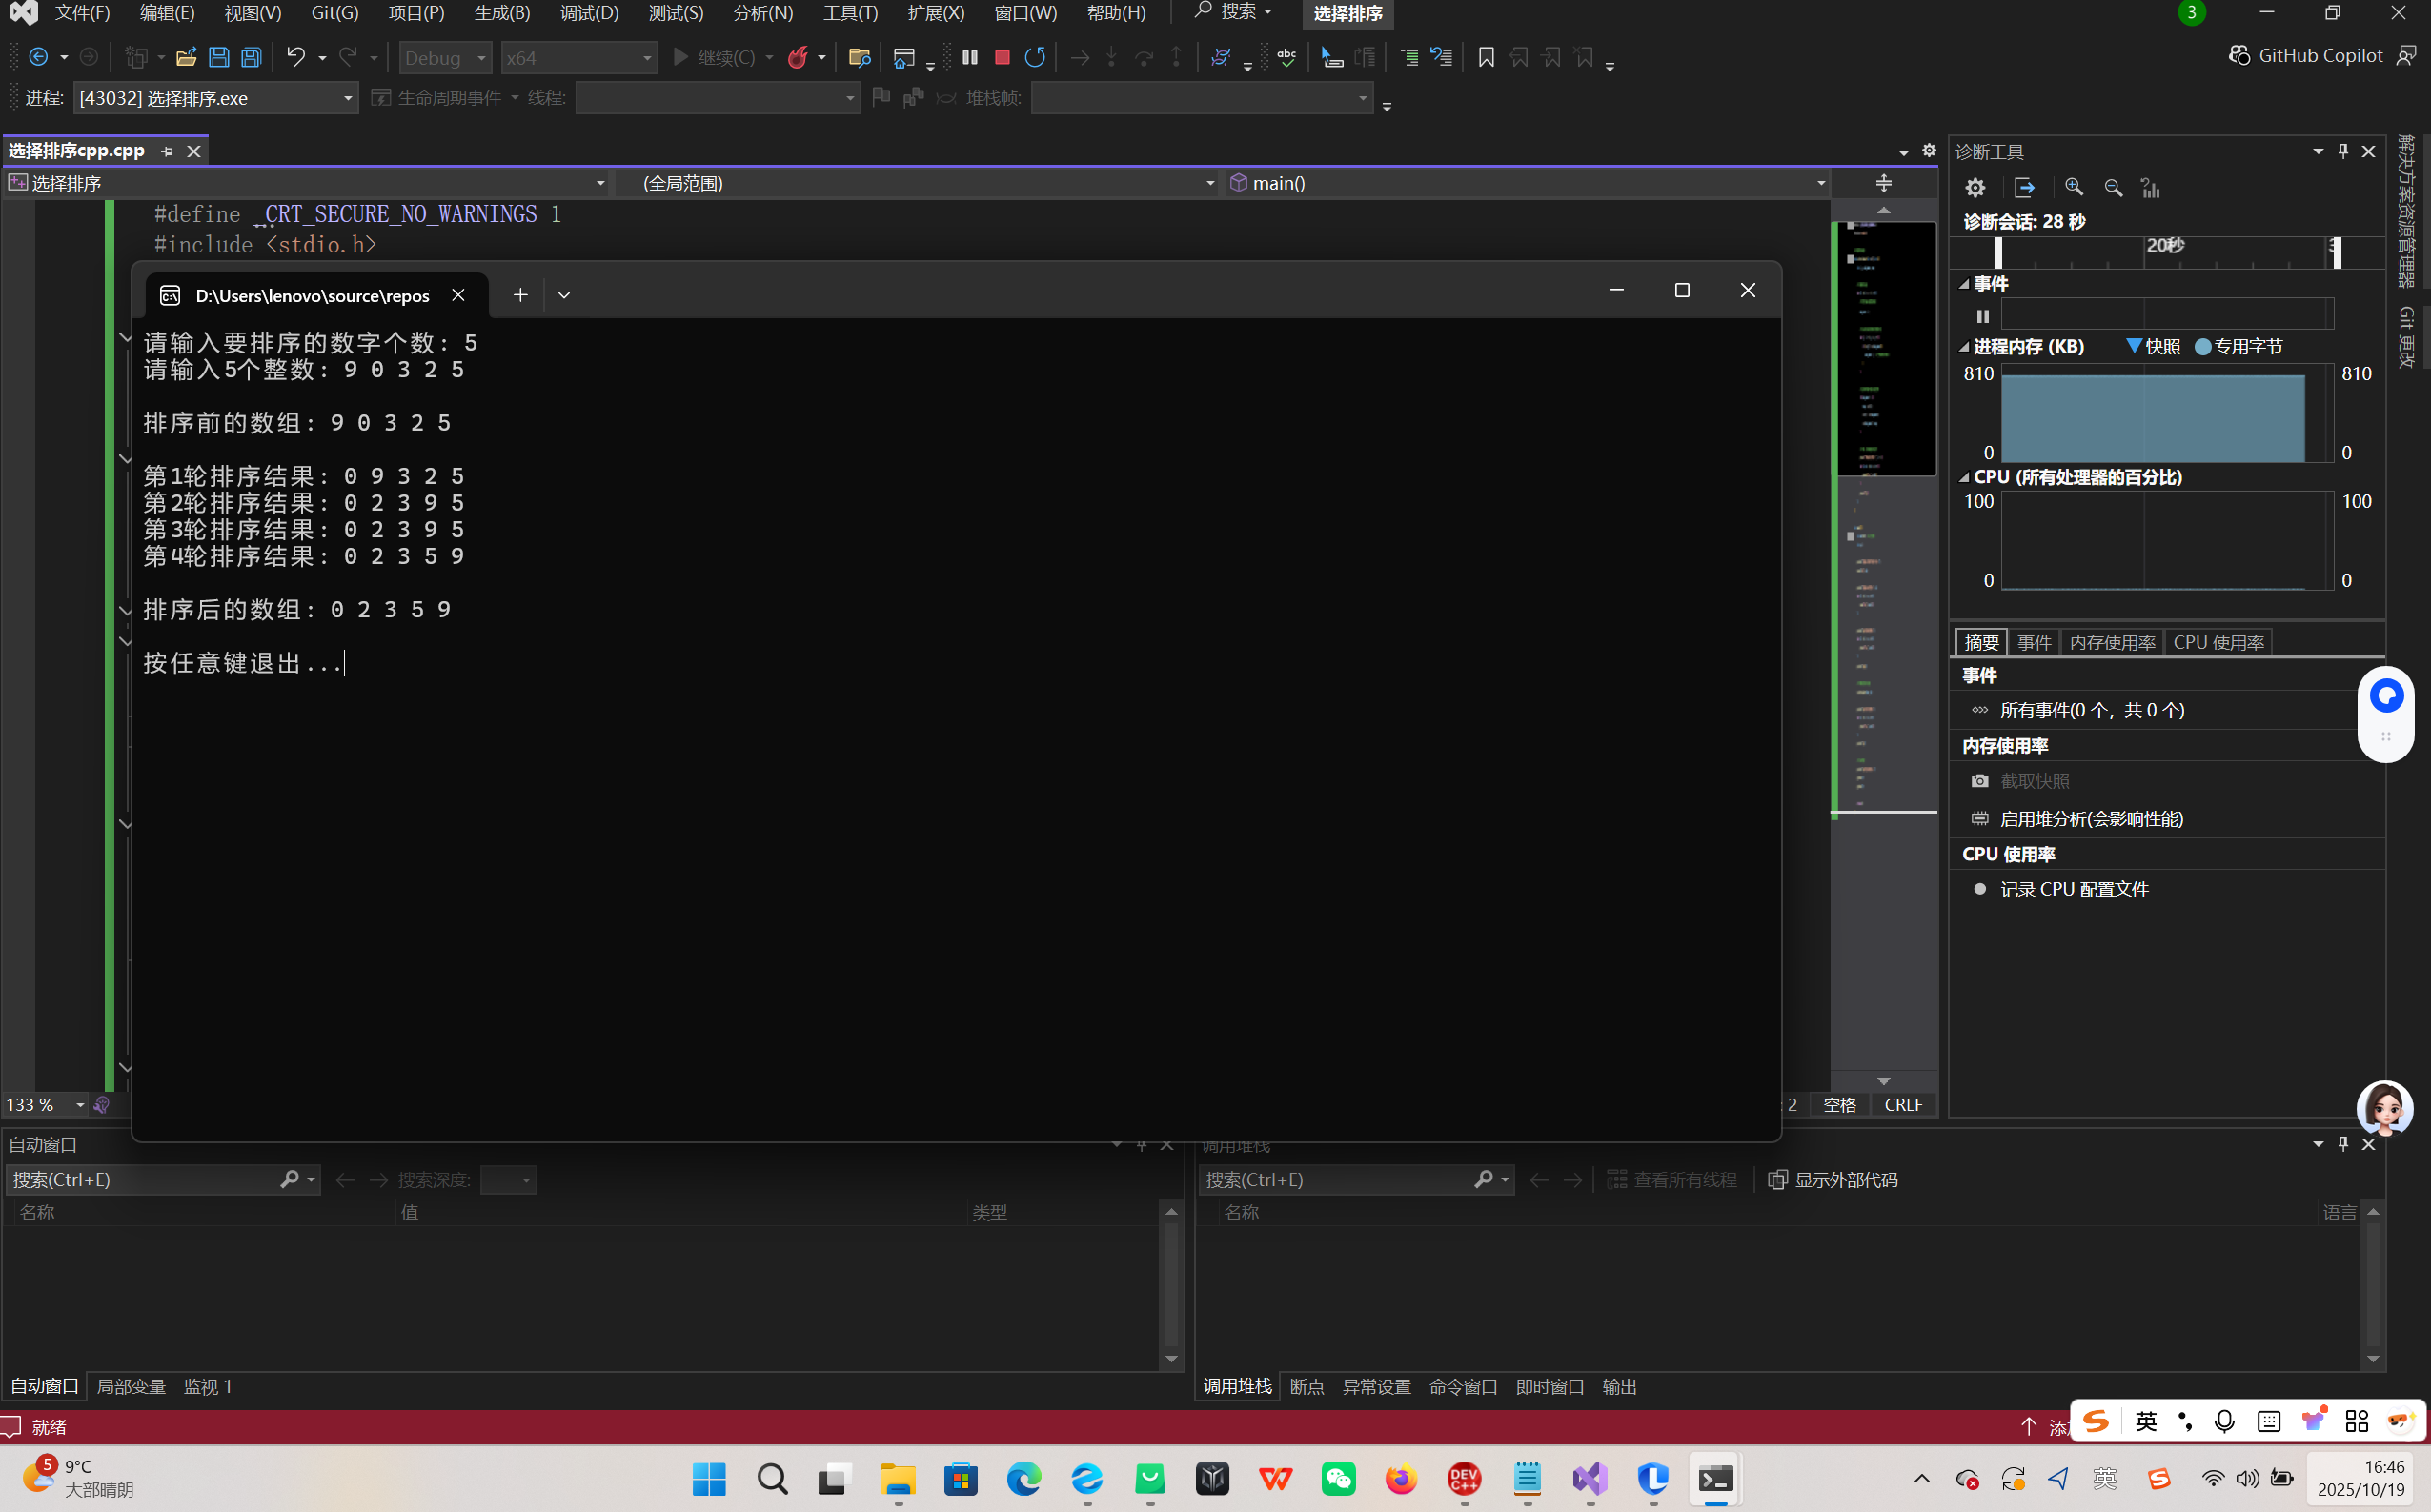 文件(F) 编辑(E) 视图(V) Git(G) 项目(P) 生成(B) 调试(D) 测试(S) 分析(N) 工具(T) 扩展(X) 窗口(W) 帮助(H) 搜索 选择排序 3
Debug x64 继续(C) abc GitHub Copilot
进程: [43032] 选择排序.exe 生命周期事件 线程: 堆栈帧:
选择排序cpp.cpp
选择排序 (全局范围) main()
#define _CRT_SECURE_NO_WARNINGS 1
#include <stdio.h>
D:\Users\lenovo\source\repos
请输入要排序的数字个数: 5
请输入5个整数: 9 0 3 2 5
排序前的数组: 9 0 3 2 5
第1轮排序结果: 0 9 3 2 5
第2轮排序结果: 0 2 3 9 5
第3轮排序结果: 0 2 3 9 5
第4轮排序结果: 0 2 3 5 9
排序后的数组: 0 2 3 5 9
按任意键退出...
133 %
2 空格 CRLF
诊断工具
诊断会话: 28 秒
20秒
事件
进程内存 (KB) 快照 专用字节
810 810
0 0
CPU (所有处理器的百分比)
100 100
0 0
摘要 事件 内存使用率 CPU 使用率
事件
所有事件(0 个，共 0 个)
内存使用率
截取快照
启用堆分析(会影响性能)
CPU 使用率
记录 CPU 配置文件
解决方案资源管理器
Git 更改
自动窗口
搜索(Ctrl+E) 搜索深度:
名称 值 类型
自动窗口 局部变量 监视 1
调用堆栈
搜索(Ctrl+E) 查看所有线程 显示外部代码
名称 语言
调用堆栈 断点 异常设置 命令窗口 即时窗口 输出
就绪
英
5 9°C
大部晴朗
DEV C++
英
16:46
2025/10/19